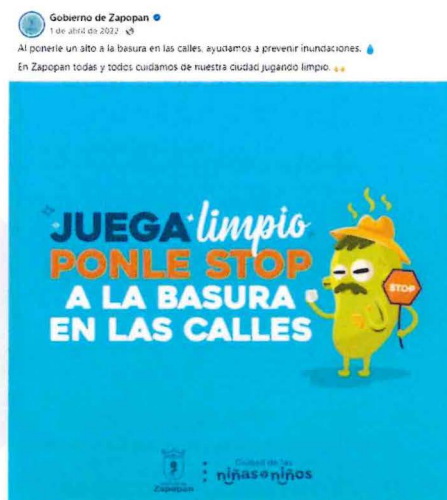 Gobierno de Zapopan
1 de abril de 2022
Al ponerle un alto a la basura en las calles, ayudamos a prevenir inundaciones.
En Zapopan todas y todos cuidamos de nuestra ciudad jugando limpio.
JUEGA limpio
PONLE STOP
A LA BASURA
EN LAS CALLES
STOP
Ciudad de las
niñas y niños
Zapopan